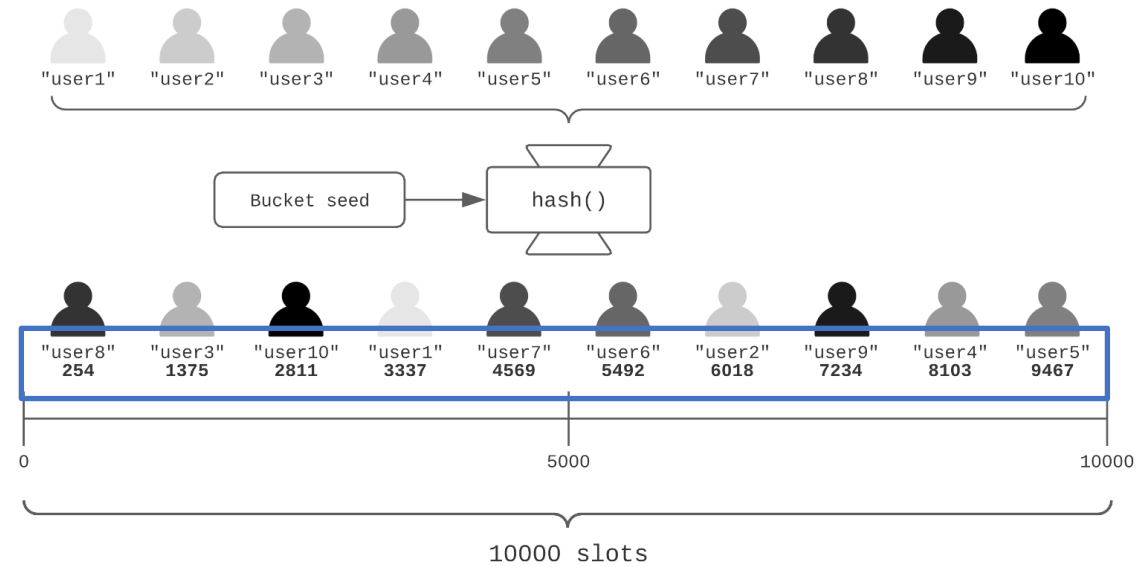 "user1" "user2" "user3" "user4" "user5" "user6" "user7" "user8" "user9" "user10"
Bucket seed
hash()
"user8" "user3" "user10" "user1" "user7" "user6" "user2" "user9" "user4" "user5"
254 1375 2811 3337 4569 5492 6018 7234 8103 9467
0 5000 10000
10000 slots